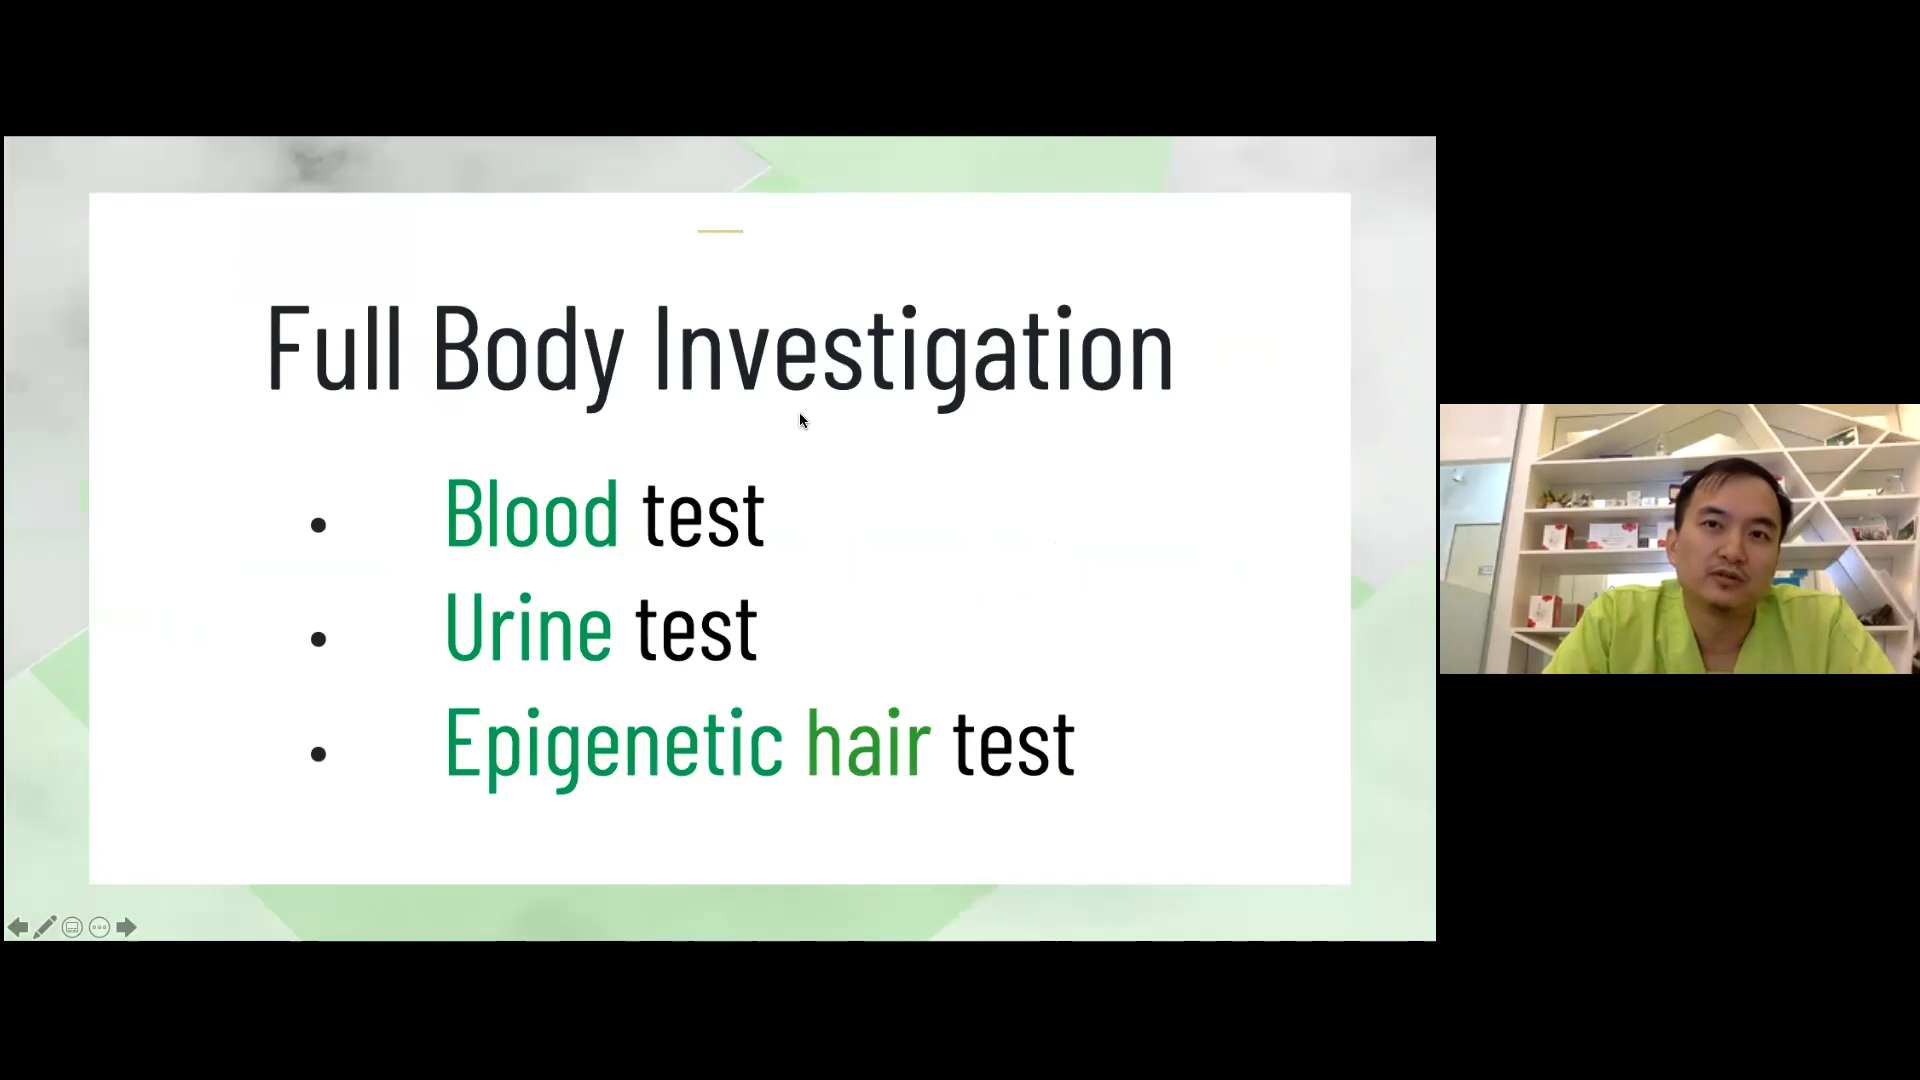 Full Body Investigation
• Blood test
• Urine test
• Epigenetic hair test